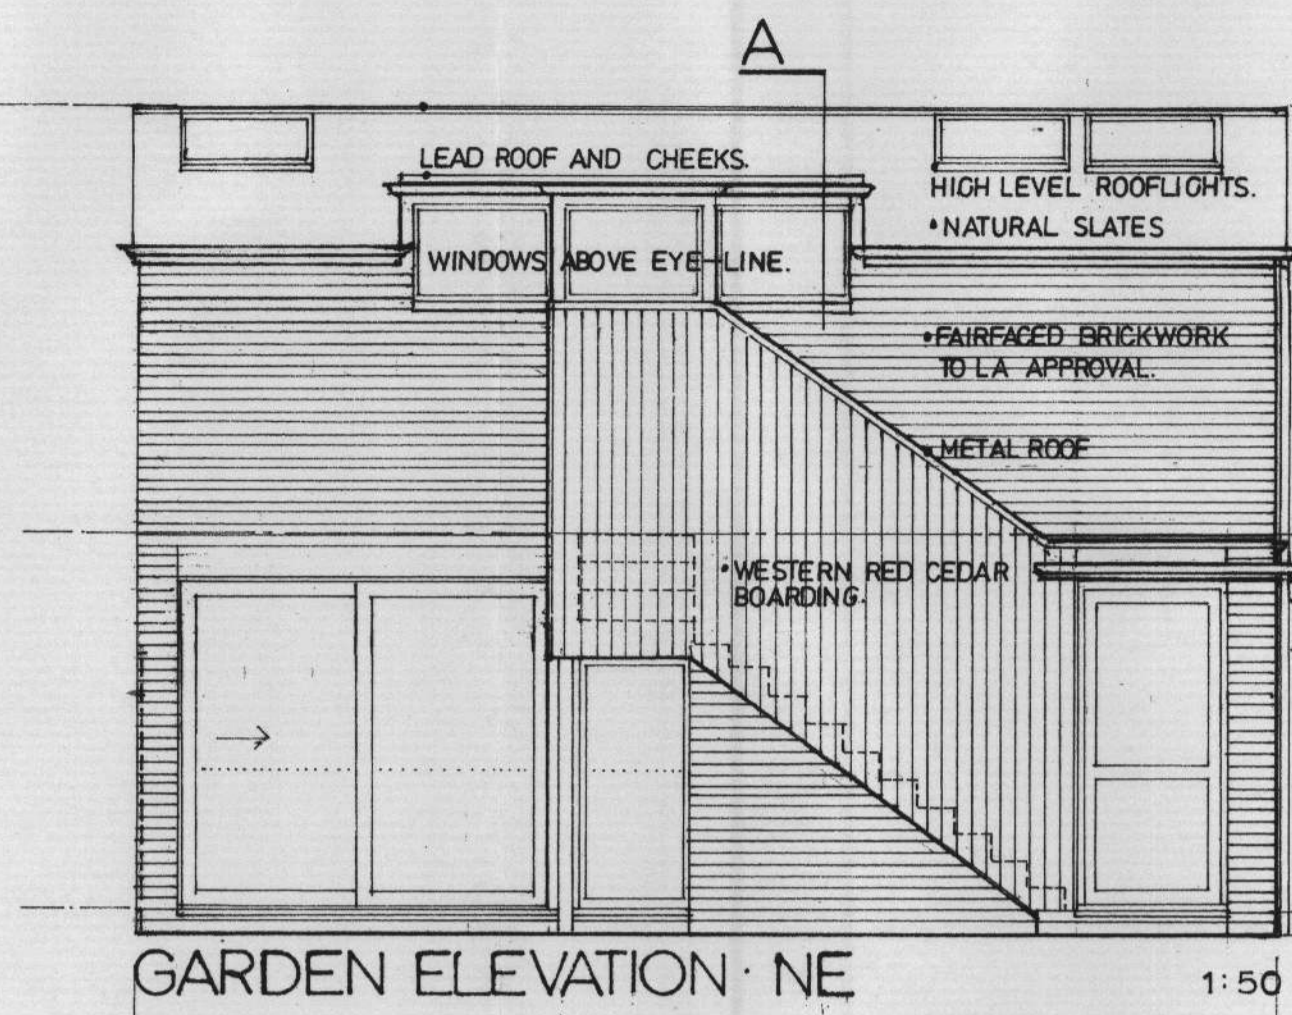 A
LEAD ROOF AND CHEEKS.
HIGH LEVEL ROOFLIGHTS.
•NATURAL SLATES
WINDOWS ABOVE EYE-LINE.
•FAIRFACED BRICKWORK
TO LA APPROVAL.
•METAL ROOF
•WESTERN RED CEDAR
BOARDING.
GARDEN ELEVATION · NE
1:50